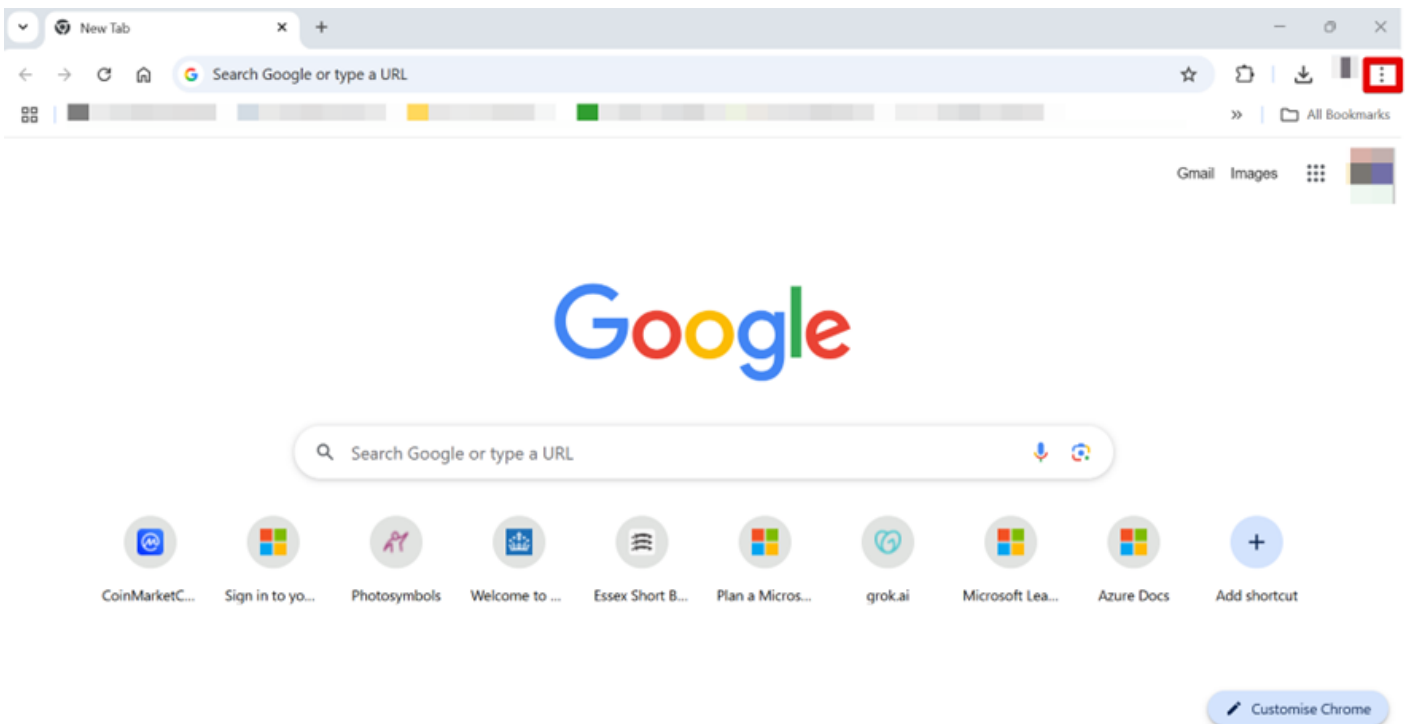 New Tab
Search Google or type a URL
All Bookmarks
Gmail Images
Google
Search Google or type a URL
CoinMarketC... Sign in to yo... Photosymbols Welcome to ... Essex Short B... Plan a Micros... grok.ai Microsoft Lea... Azure Docs Add shortcut
Customise Chrome